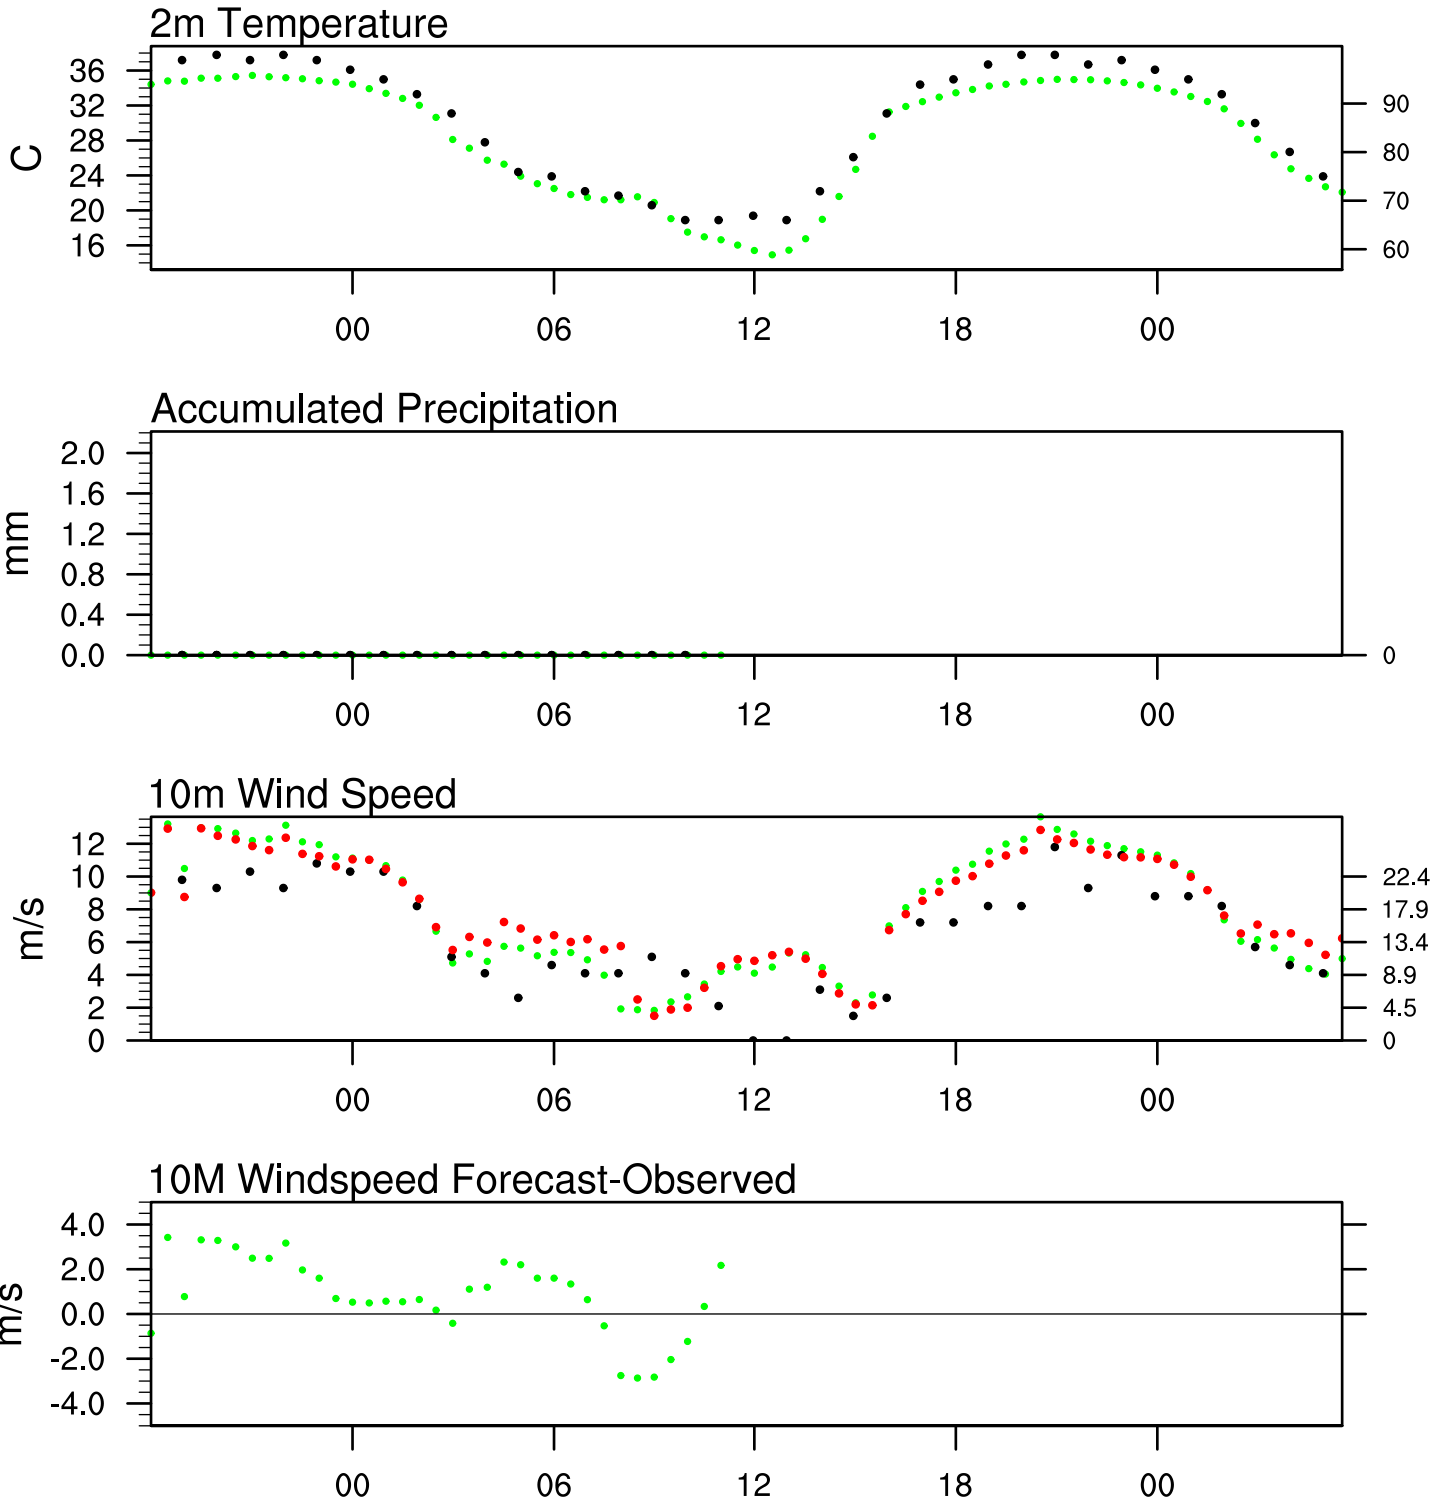 2m Temperature
C
36
32
28
24
20
16
90
80
70
60
00 06 12 18 00
Accumulated Precipitation
mm
2.0
1.6
1.2
0.8
0.4
0.0
0
00 06 12 18 00
10m Wind Speed
m/s
12
10
8
6
4
2
0
22.4
17.9
13.4
8.9
4.5
0
00 06 12 18 00
10M Windspeed Forecast-Observed
m/s
4.0
2.0
0.0
-2.0
-4.0
00 06 12 18 00